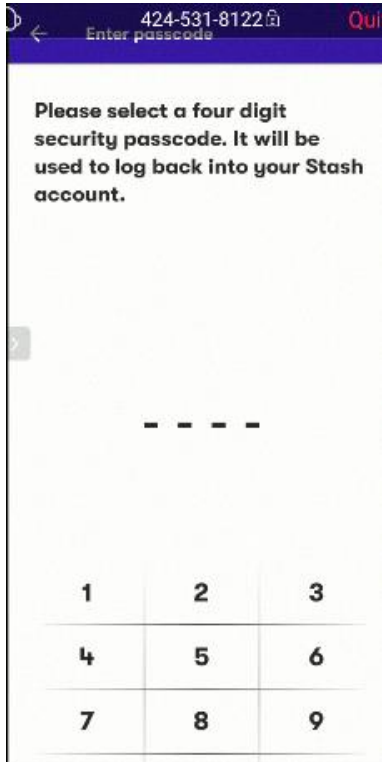 424-531-8122
Qui
Enter passcode
Please select a four digit
security passcode. It will be
used to log back into your Stash
account.
1 2 3
4 5 6
7 8 9